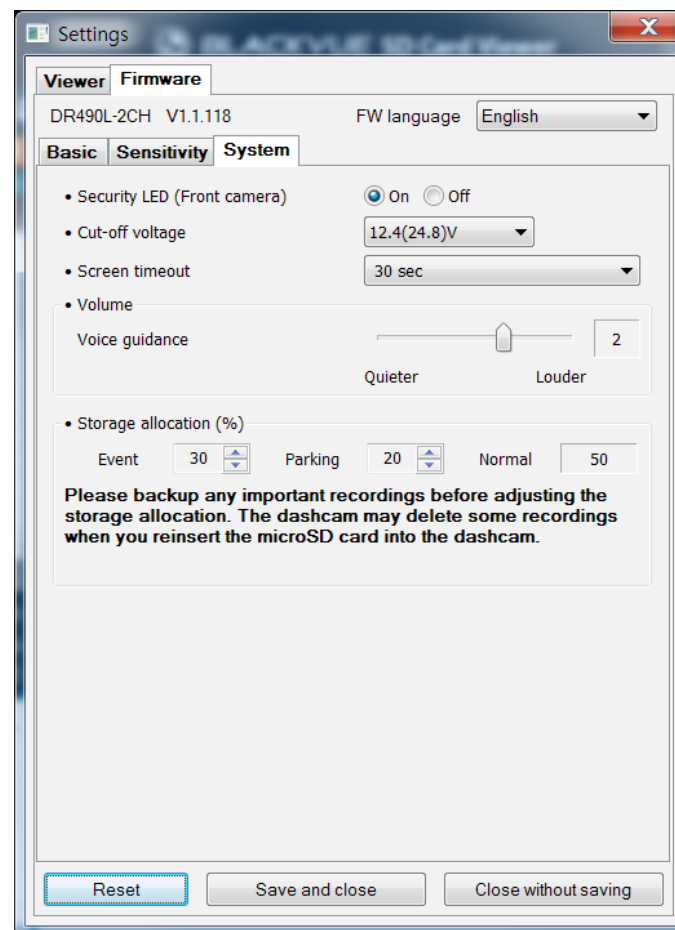 Settings
BLACKVUE SD Card Viewer
X
Viewer Firmware
DR490L-2CH V1.1.118 FW language English
Basic Sensitivity System
• Security LED (Front camera) On Off
• Cut-off voltage 12.4(24.8)V
• Screen timeout 30 sec
• Volume
Voice guidance 2
Quieter Louder
• Storage allocation (%)
Event 30 Parking 20 Normal 50
Please backup any important recordings before adjusting the
storage allocation. The dashcam may delete some recordings
when you reinsert the microSD card into the dashcam.
Reset Save and close Close without saving